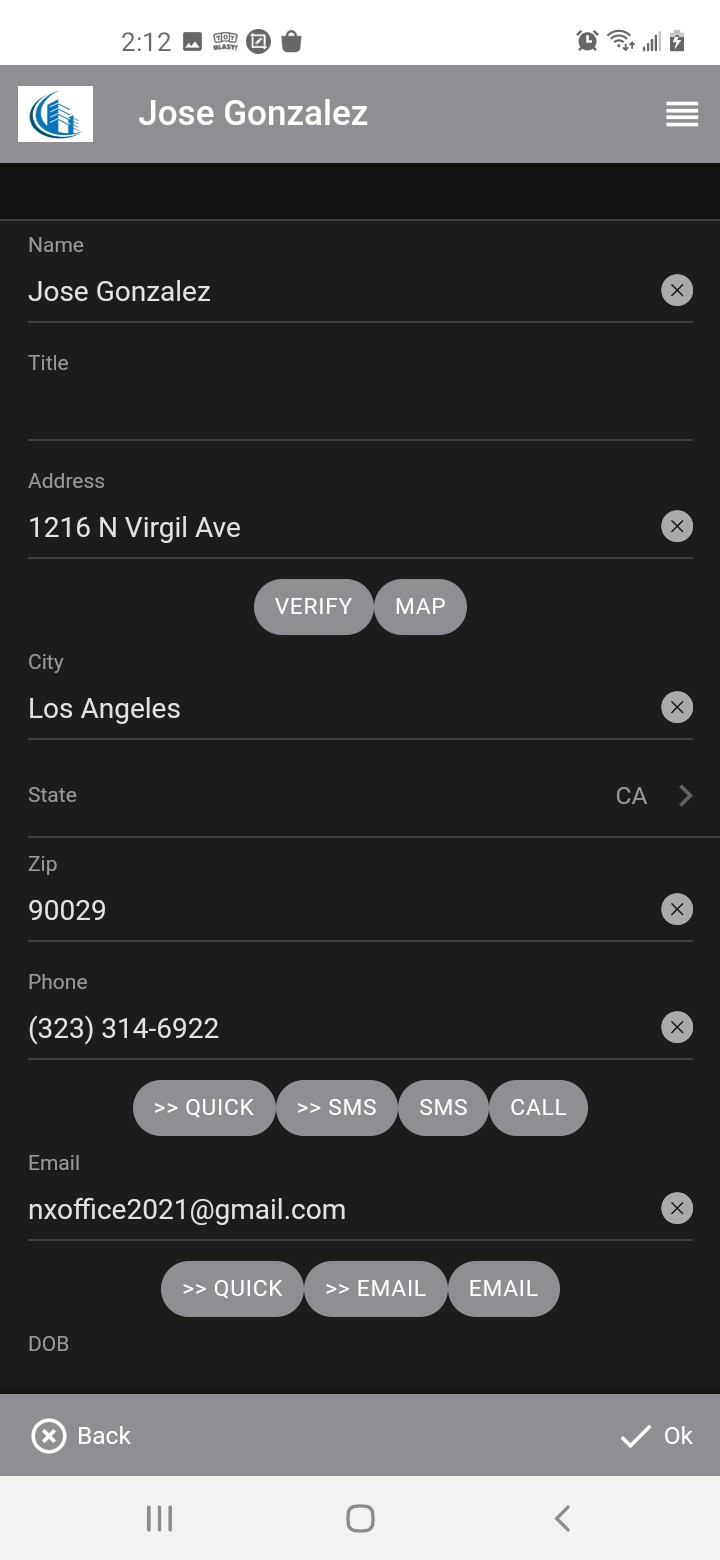 2:12
TOY BLAST!
Jose Gonzalez
Name
Jose Gonzalez
Title
Address
1216 N Virgil Ave
VERIFY MAP
City
Los Angeles
State CA
Zip
90029
Phone
(323) 314-6922
>> QUICK >> SMS SMS CALL
Email
nxoffice2021@gmail.com
>> QUICK >> EMAIL EMAIL
DOB
Back Ok